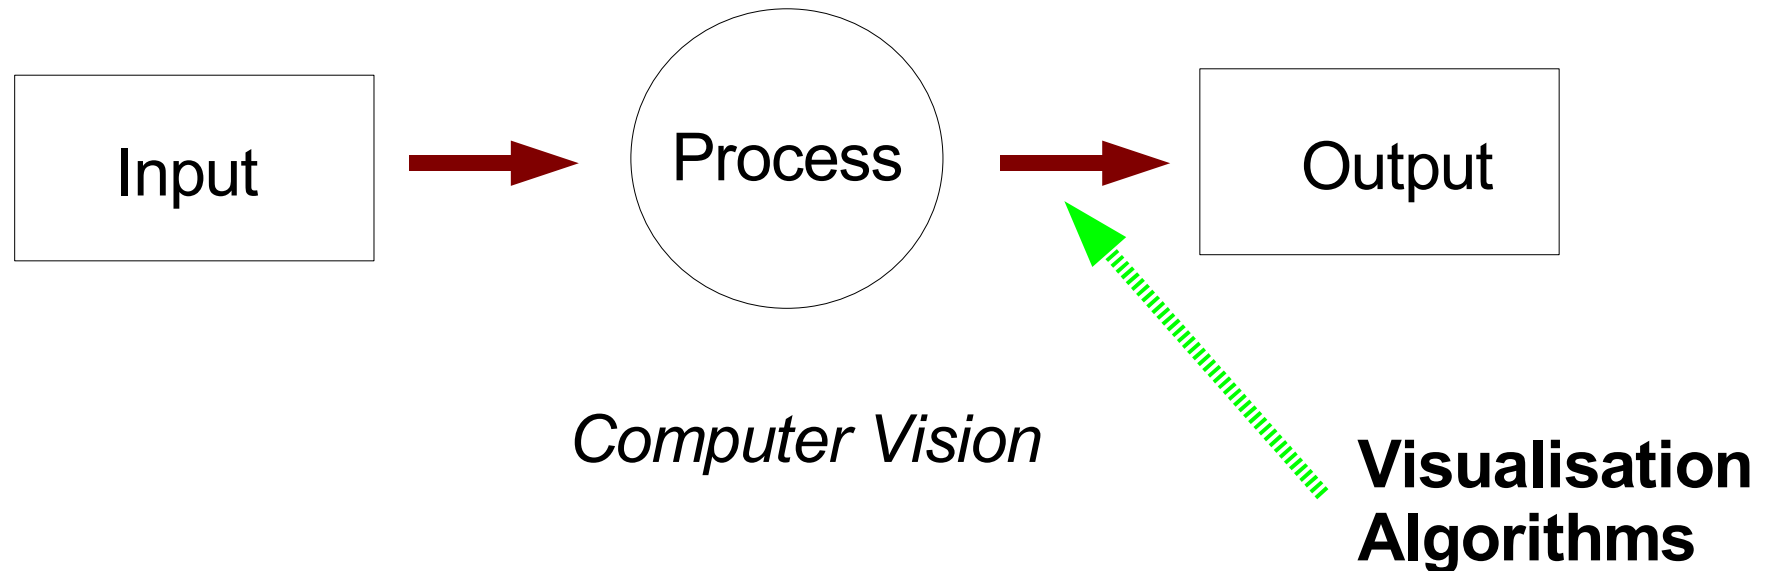 Input
Process
Output
Computer Vision
Visualisation
Algorithms